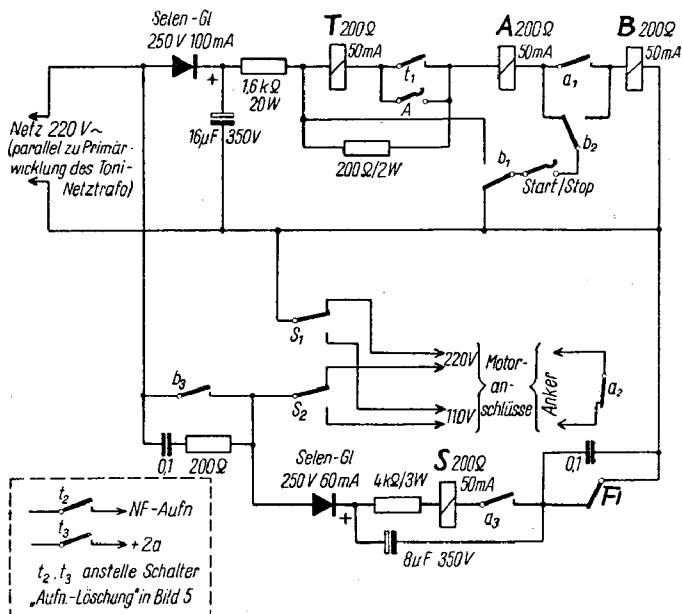 Selen-Gl
250 V 100mA
T 200Ω
50mA
A 200Ω
50mA
B 200Ω
50mA
+
1,6 kΩ
20W
t₁
A
a₁
16µF 350V
200Ω/2W
b₁
b₂
Start/Stop
Netz 220 V~
(parallel zu Primär-
wicklung des Toni-
Netztrafo)
S₁
S₂
220V
110V
Motor-
an-
schlüsse
Anker
a₂
b₃
0,1
200Ω
Selen-Gl
250 V 60mA
+
4kΩ/3W
S 200Ω
50mA
a₃
0,1
Fl
8µF 350V
t₂
NF-Aufn
t₃
+2a
t₂, t₃ anstelle Schalter
„Aufn.-Löschung" in Bild 5